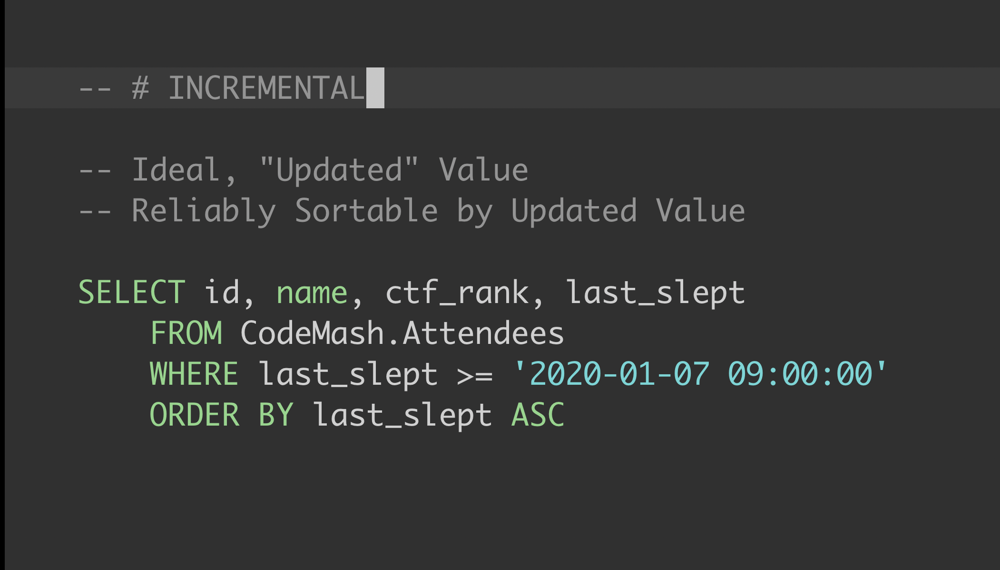 -- # INCREMENTAL
-- Ideal, "Updated" Value
-- Reliably Sortable by Updated Value
SELECT id, name, ctf_rank, last_slept
FROM CodeMash.Attendees
WHERE last_slept >= '2020-01-07 09:00:00'
ORDER BY last_slept ASC